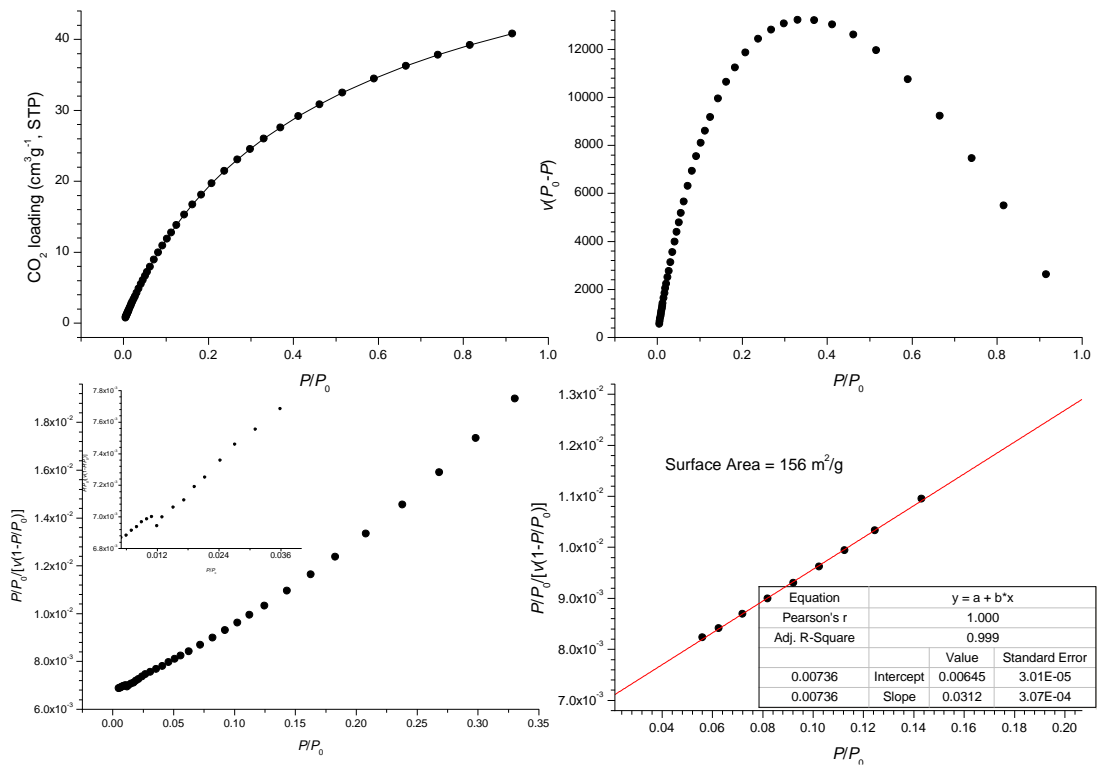 CO₂ loading (cm³g⁻¹, STP)
40
30
20
10
0
0.0 0.2 0.4 0.6 0.8 1.0
P/P₀
v(P₀-P)
12000
10000
8000
6000
4000
2000
0
0.0 0.2 0.4 0.6 0.8 1.0
P/P₀
P/P₀/[v(1-P/P₀)]
1.8x10⁻²
1.6x10⁻²
1.4x10⁻²
1.2x10⁻²
1.0x10⁻²
8.0x10⁻³
6.0x10⁻³
0.00 0.05 0.10 0.15 0.20 0.25 0.30 0.35
P/P₀
7.8x10⁻³
7.6x10⁻³
7.4x10⁻³
7.2x10⁻³
7.0x10⁻³
6.8x10⁻³
0.012 0.024 0.036
P/P₀
P/P₀/[v(1-P/P₀)]
1.3x10⁻²
1.2x10⁻²
1.1x10⁻²
1.0x10⁻²
9.0x10⁻³
8.0x10⁻³
7.0x10⁻³
0.04 0.06 0.08 0.10 0.12 0.14 0.16 0.18 0.20
P/P₀
Surface Area = 156 m²/g
Equation y = a + b*x
Pearson's r 1.000
Adj. R-Square 0.999
Value Standard Error
0.00736 Intercept 0.00645 3.01E-05
0.00736 Slope 0.0312 3.07E-04